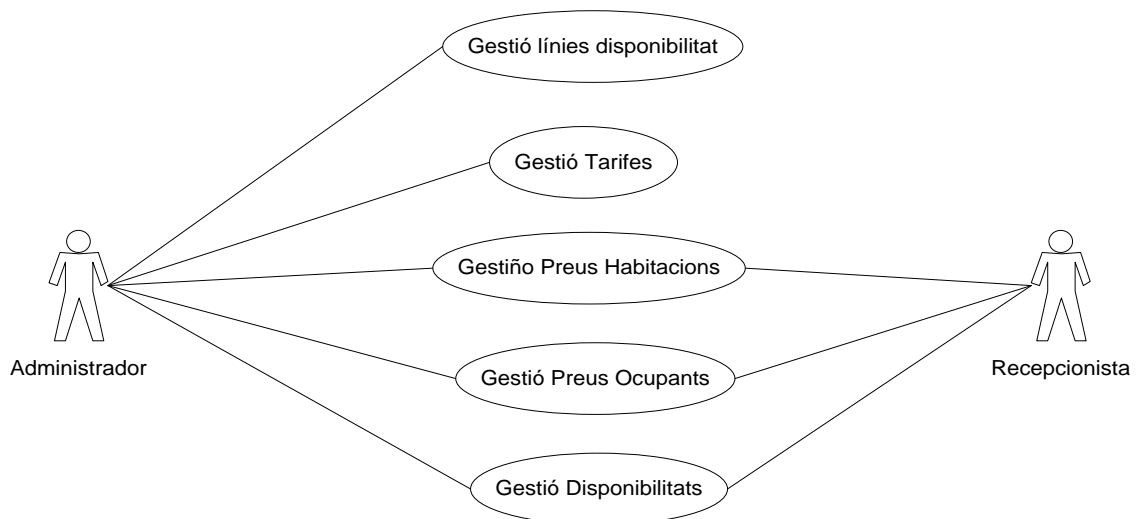 Gestió línies disponibilitat
Gestió Tarifes
Gestiño Preus Habitacions
Administrador
Gestió Preus Ocupants
Recepcionista
Gestió Disponibilitats